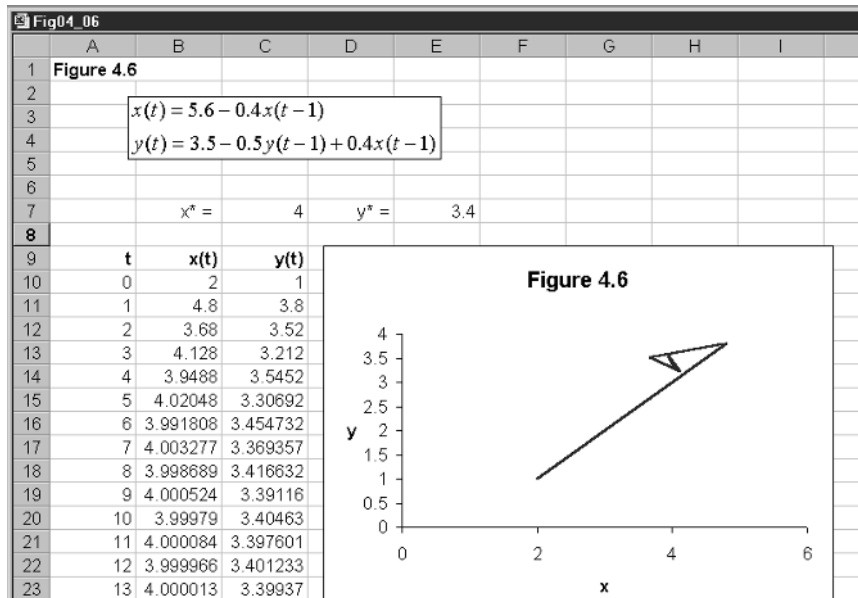 Fig04_06
A B C D E F G H I
1 Figure 4.6
2
3 x(t) = 5.6 − 0.4x(t − 1)
4 y(t) = 3.5 − 0.5y(t − 1) + 0.4x(t − 1)
5
6
7 x* = 4 y* = 3.4
8
9 t x(t) y(t)
10 0 2 1
11 1 4.8 3.8
12 2 3.68 3.52
13 3 4.128 3.212
14 4 3.9488 3.5452
15 5 4.02048 3.30692
16 6 3.991808 3.454732
17 7 4.003277 3.369357
18 8 3.998689 3.416632
19 9 4.000524 3.39116
20 10 3.99979 3.40463
21 11 4.000084 3.397601
22 12 3.999966 3.401233
23 13 4.000013 3.39937
Figure 4.6
4
3.5
3
2.5
2
1.5
1
0.5
0
y
0 2 4 6
x